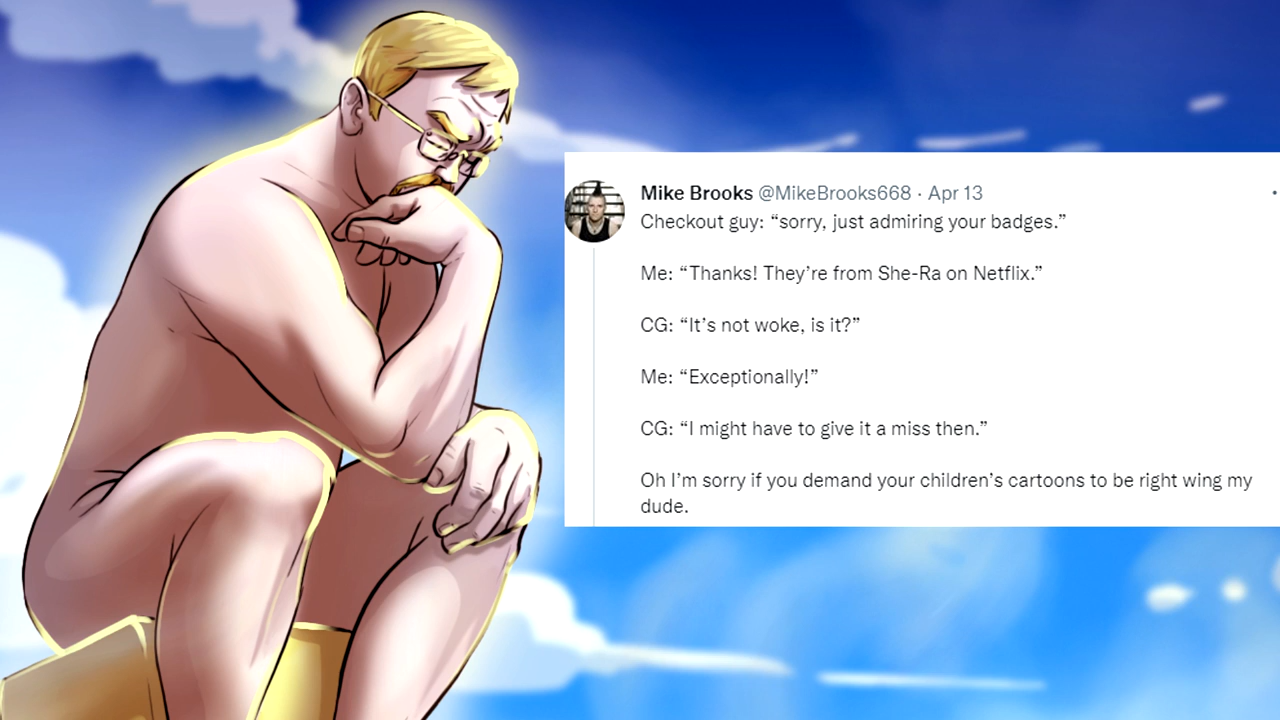 Mike Brooks @MikeBrooks668 · Apr 13
Checkout guy: “sorry, just admiring your badges.”
Me: “Thanks! They’re from She-Ra on Netflix.”
CG: “It’s not woke, is it?”
Me: “Exceptionally!”
CG: “I might have to give it a miss then.”
Oh I’m sorry if you demand your children’s cartoons to be right wing my
dude.